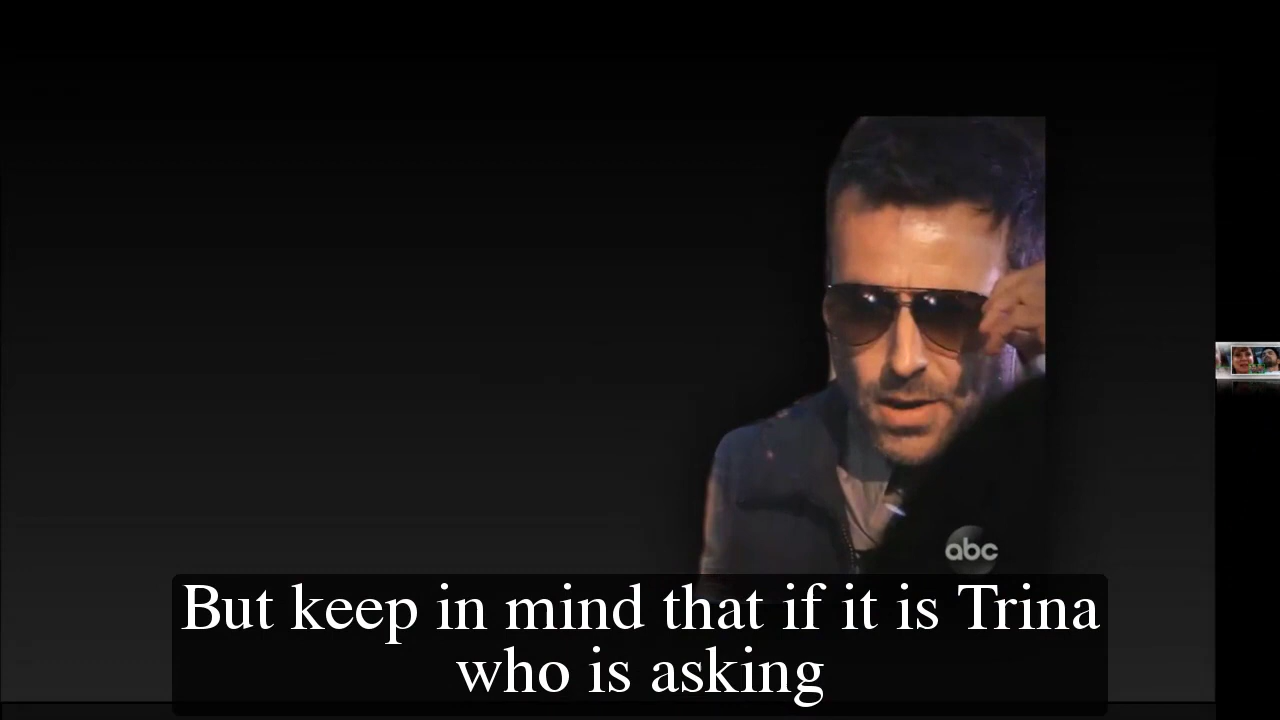 abc
But keep in mind that if it is Trina
who is asking